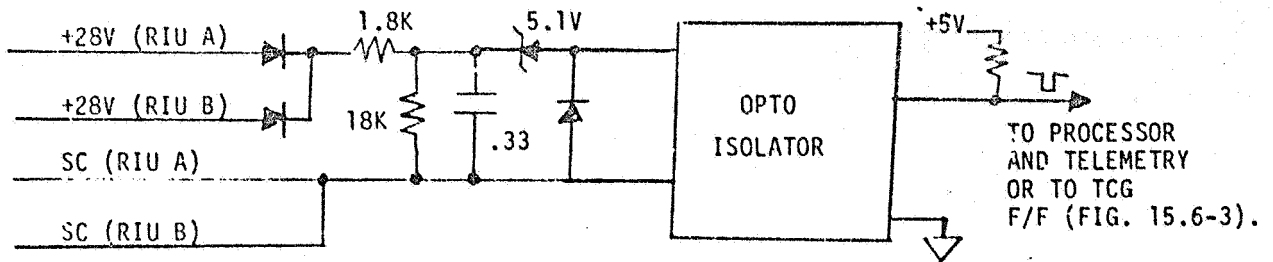 1.8K
5.1V
+5V
+28V (RIU A)
+28V (RIU B)
18K
.33
SC (RIU A)
SC (RIU B)
OPTO
ISOLATOR
TO PROCESSOR
AND TELEMETRY
OR TO TCG
F/F (FIG. 15.6-3).